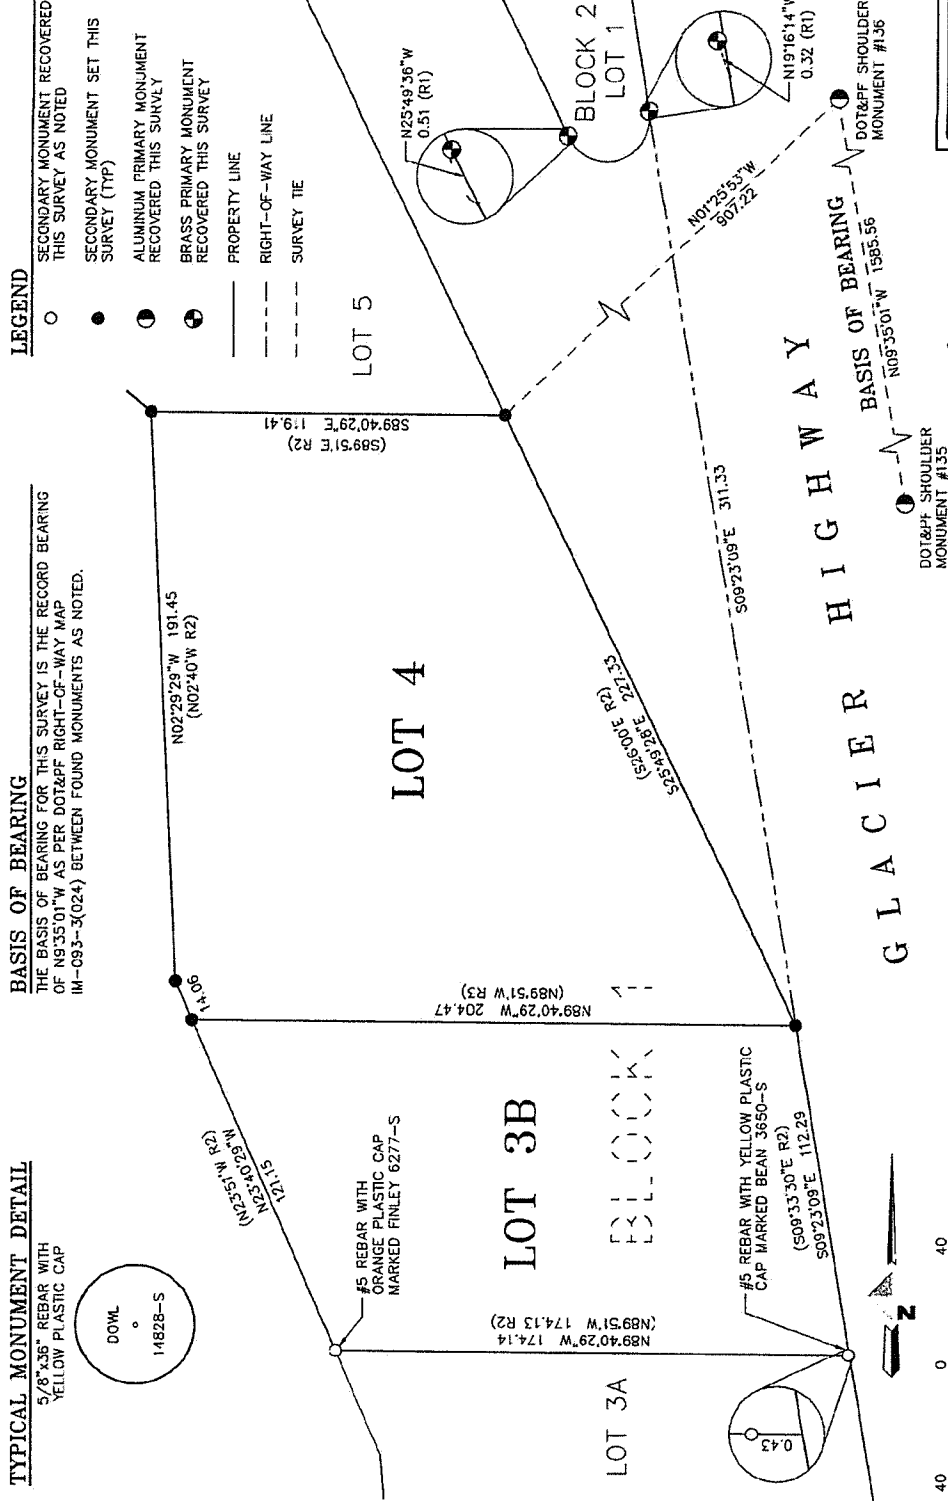 TYPICAL MONUMENT DETAIL
5/8"x36" REBAR WITH
YELLOW PLASTIC CAP
DOWL
14828-S
BASIS OF BEARING
THE BASIS OF BEARING FOR THIS SURVEY IS THE RECORD BEARING
OF N9°35'01"W AS PER DOT&PF RIGHT-OF-WAY MAP
IM-093-3(024) BETWEEN FOUND MONUMENTS AS NOTED.
LEGEND
SECONDARY MONUMENT RECOVERED
THIS SURVEY AS NOTED
SECONDARY MONUMENT SET THIS
SURVEY (TYP)
ALUMINUM PRIMARY MONUMENT
RECOVERED THIS SURVEY
BRASS PRIMARY MONUMENT
RECOVERED THIS SURVEY
PROPERTY LINE
RIGHT-OF-WAY LINE
SURVEY TIE
(N23°51'W R2)
N23°40'29"W
121.15
14.06
N02°29'29"W 191.45
(N02°40'W R2)
S89°40'29"E 119.41
(S89°51'E R2)
LOT 5
#5 REBAR WITH
ORANGE PLASTIC CAP
MARKED FINLEY 6277-S
LOT 4
N25°49'36"W
0.51 (R1)
N89°40'29"W 204.47
(N89°51'W R3)
LOT 3B
BLOCK 1
BLOCK 2
LOT 1
N89°40'29"W 174.14
(N89°51'W 174.13 R2)
LOT 3A
(S26°00'E R2)
S25°49'28"E 227.33
N01°25'53"W
907.22
N19°16'14"W
0.32 (R1)
#5 REBAR WITH YELLOW PLASTIC
CAP MARKED BEAN 3650-S
(S09°33'30"E R2)
S09°23'09"E 112.29
S09°23'09"E 311.33
0.43
GLACIER HIGHWAY
BASIS OF BEARING
N09°35'01"W 1585.56
DOT&PF SHOULDER
MONUMENT #136
DOT&PF SHOULDER
MONUMENT #135
N
40
0
40